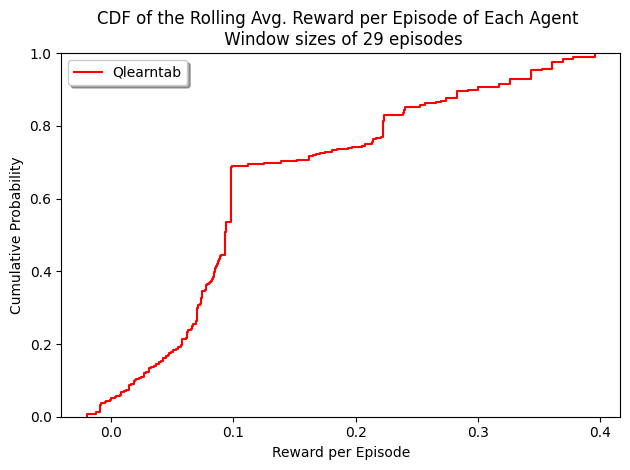 CDF of the Rolling Avg. Reward per Episode of Each Agent
Window sizes of 29 episodes
Qlearntab
Cumulative Probability
1.0
0.8
0.6
0.4
0.2
0.0
0.0 0.1 0.2 0.3 0.4
Reward per Episode